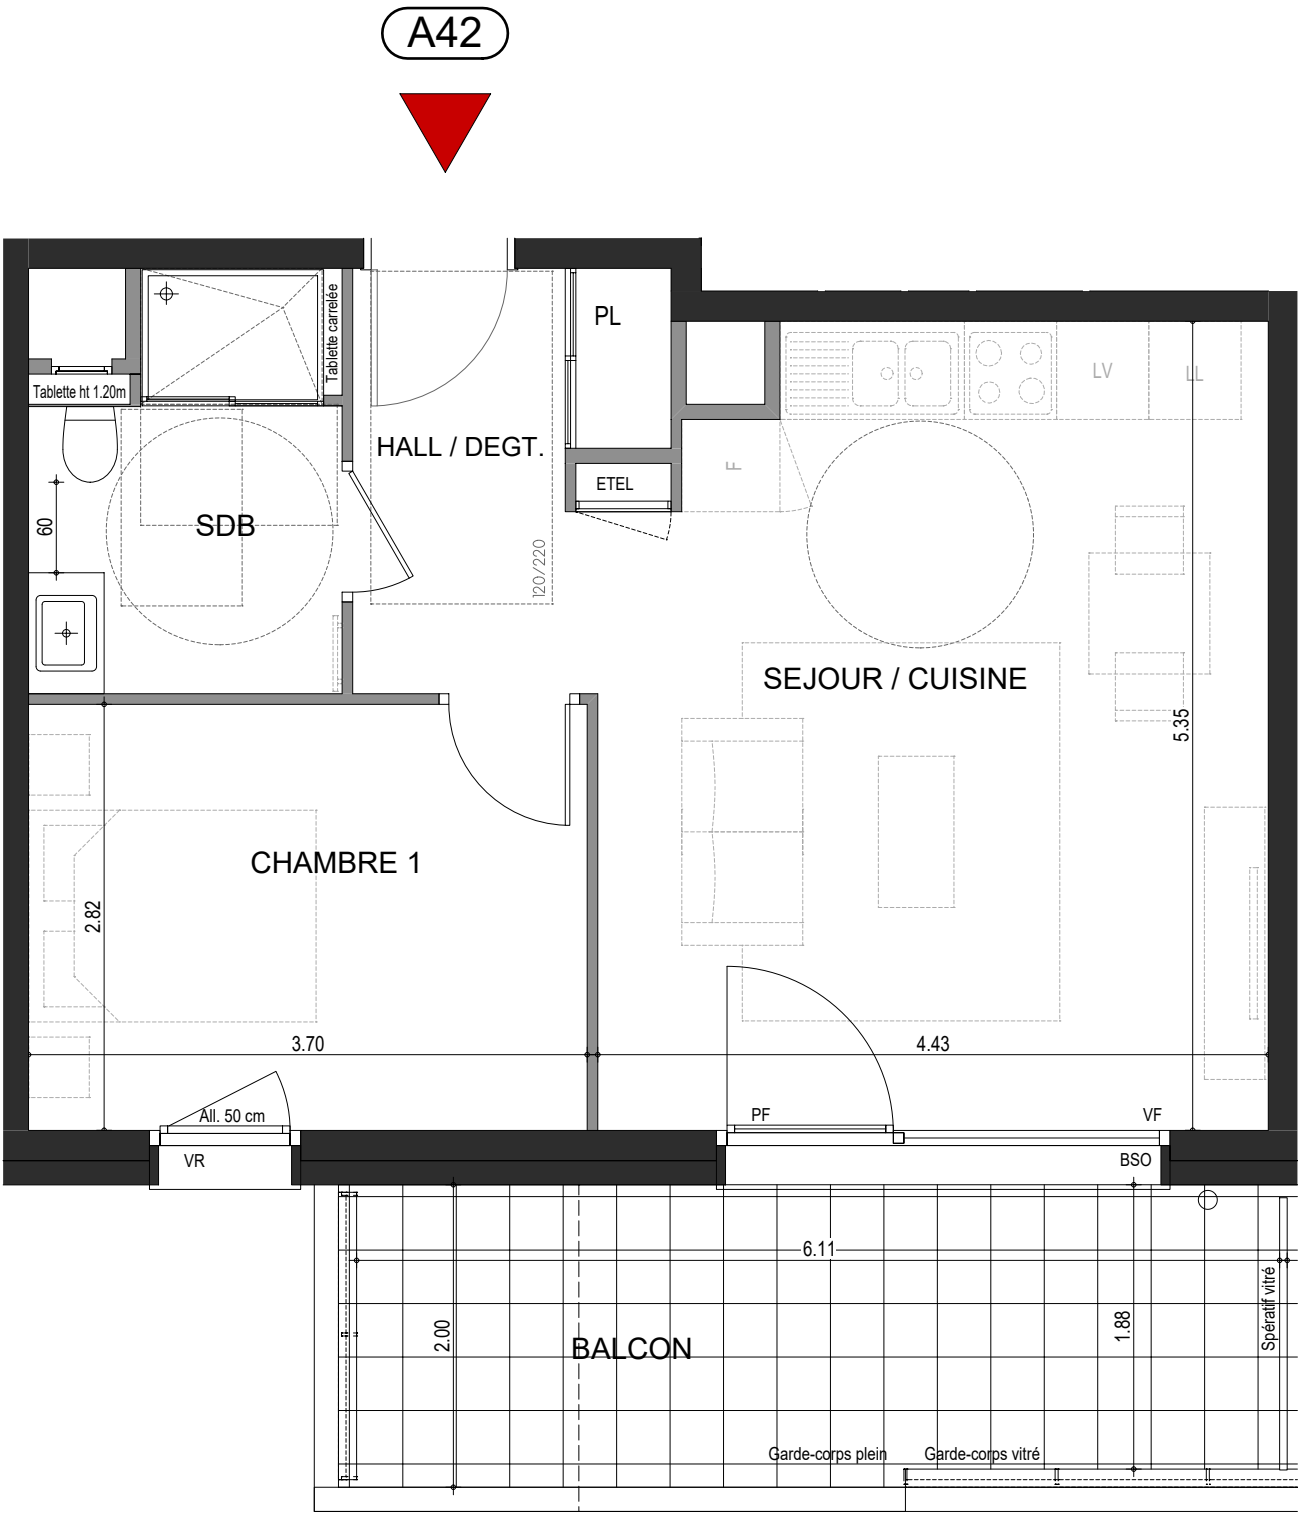 A42
Tablette carrelée
PL
LV
LL
Tablette ht 1.20m
HALL / DEGT.
F
ETEL
SDB
60
120/220
SEJOUR / CUISINE
5.35
CHAMBRE 1
2.82
3.70
4.43
All. 50 cm
PF
VF
VR
BSO
6.11
Spératif vitré
2.00
1.88
BALCON
Garde-corps plein
Garde-corps vitré